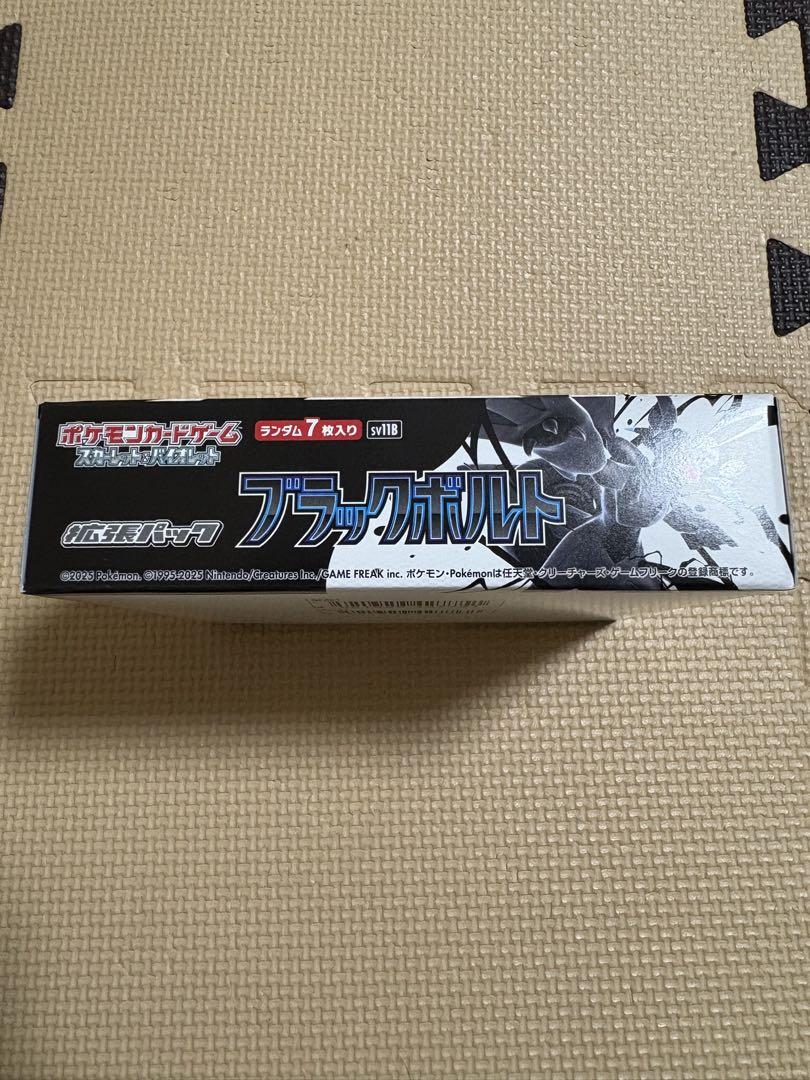 ポケモンカードゲーム
スカーレット&バイオレット
ランダム7枚入り
sv11B
拡張パック
ブラックボルト
©2025 Pokémon. ©1995-2025 Nintendo/Creatures Inc./GAME FREAK inc. ポケモン・Pokémonは任天堂・クリーチャーズ・ゲームフリークの登録商標です。